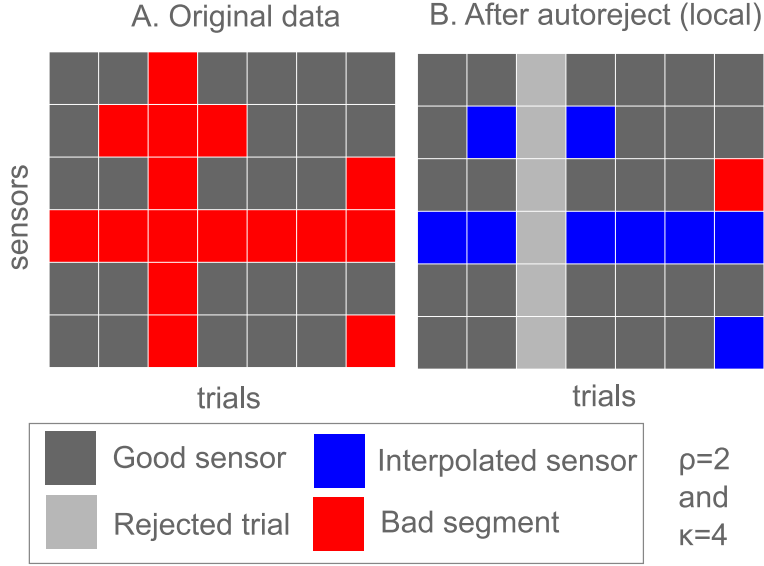 A. Original data
B. After autoreject (local)
sensors
trials
trials
Good sensor
Interpolated sensor
Rejected trial
Bad segment
ρ=2
and
κ=4